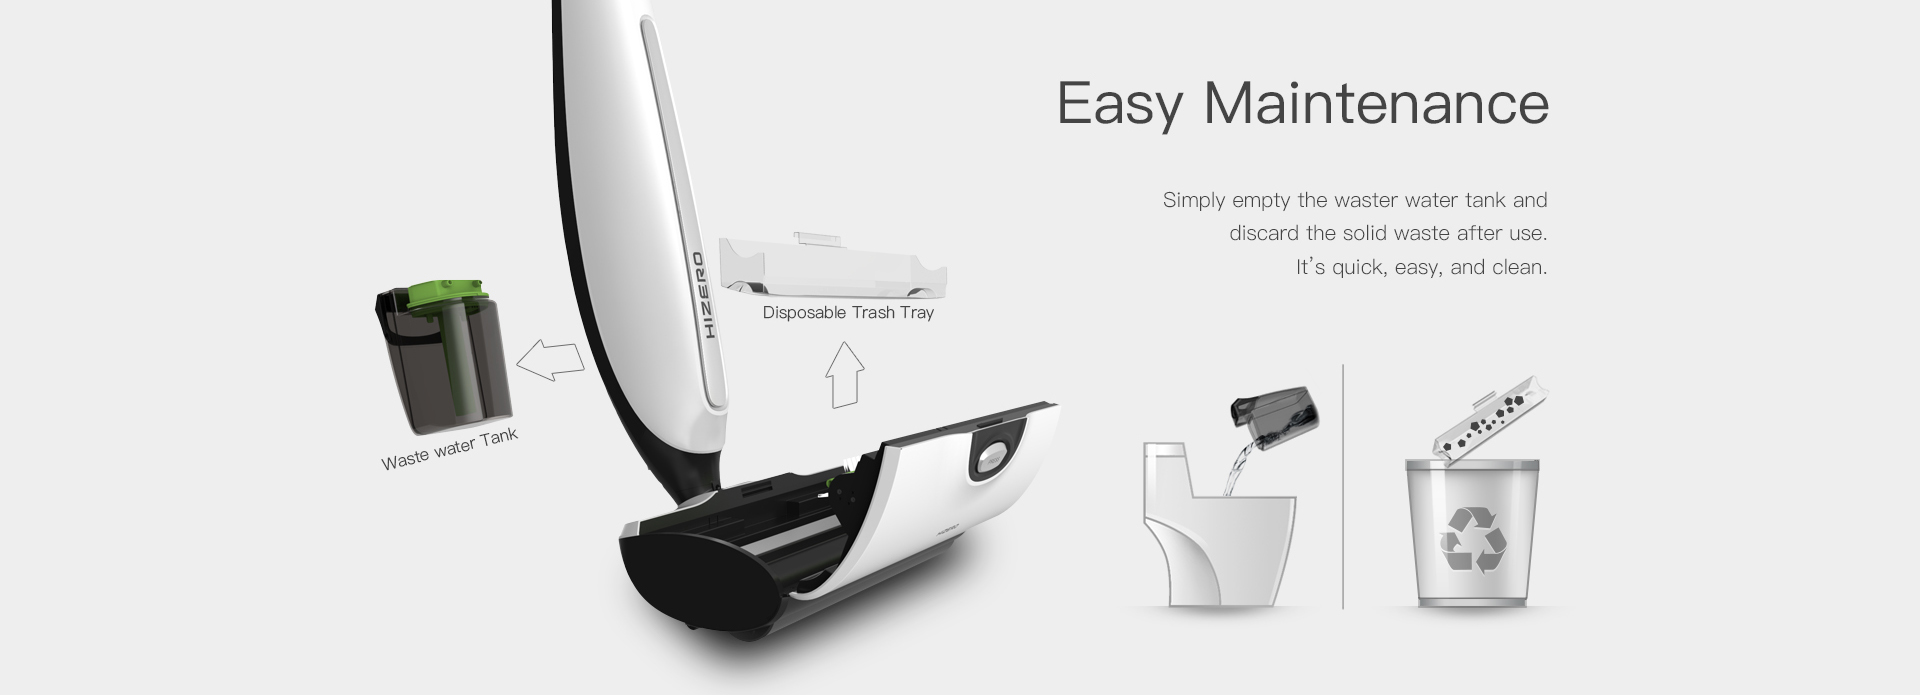 Easy Maintenance
Simply empty the waster water tank and
discard the solid waste after use.
It's quick, easy, and clean.
HIZERO
Disposable Trash Tray
Waste water Tank